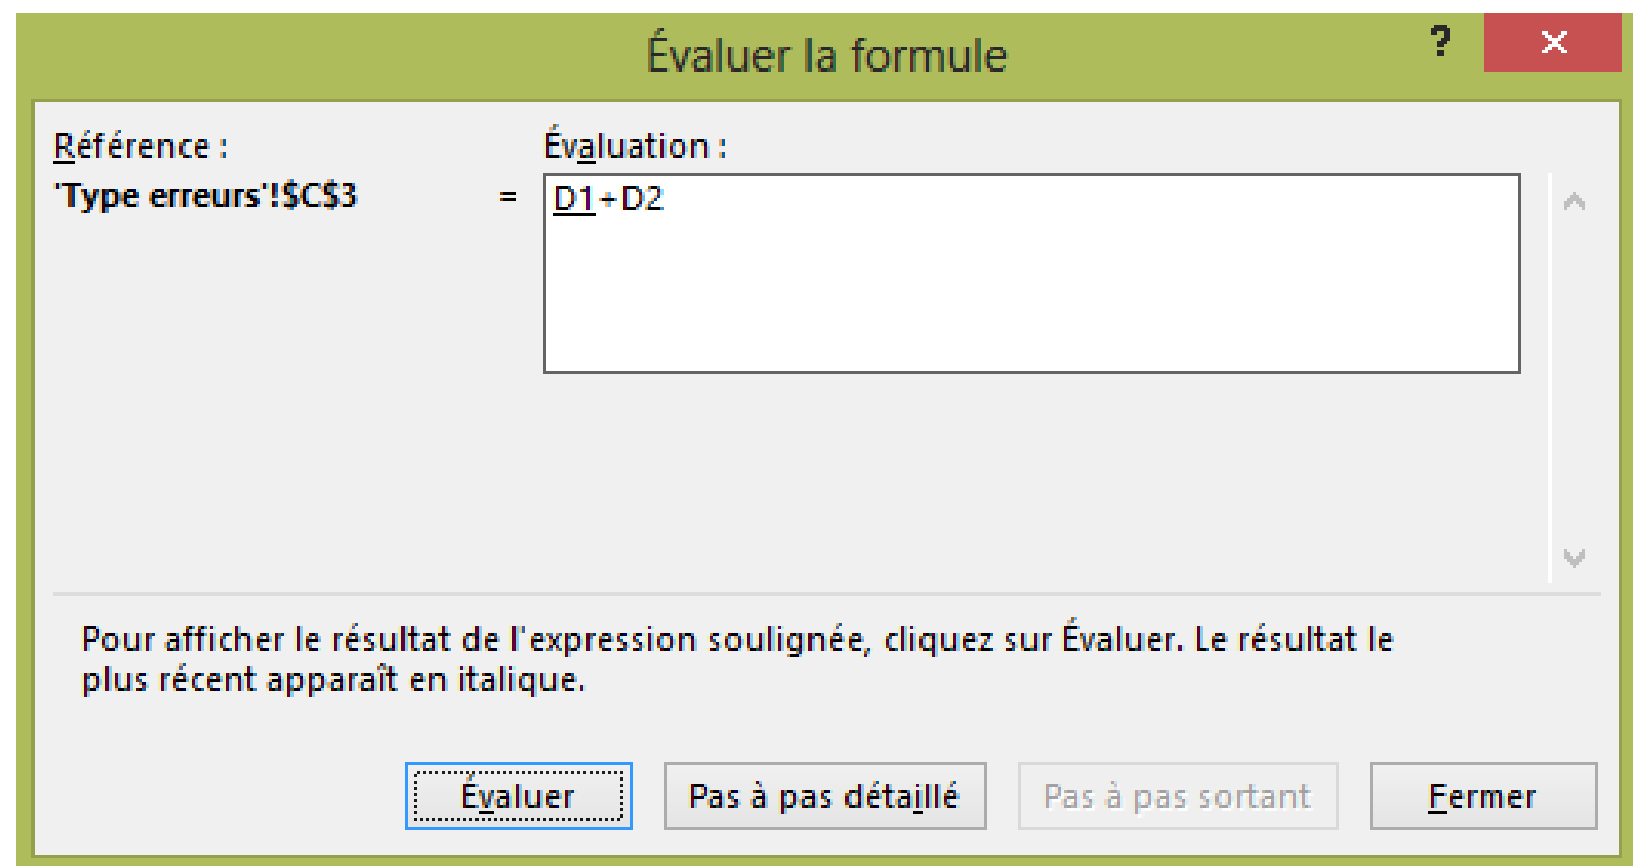 Évaluer la formule
?
Référence :
Évaluation :
'Type erreurs'!$C$3 = D1+D2
Pour afficher le résultat de l'expression soulignée, cliquez sur Évaluer. Le résultat le
plus récent apparaît en italique.
Évaluer
Pas à pas détaillé
Pas à pas sortant
Fermer